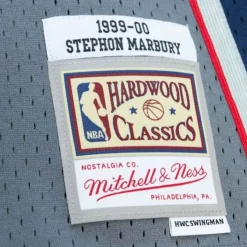 1999-00
STEPHON MARBURY
HARDWOOD
CLASSICS
NBA
NOSTALGIA CO.
Mitchell & Ness
PHILADELPHIA, PA.
HWC SWINGMAN